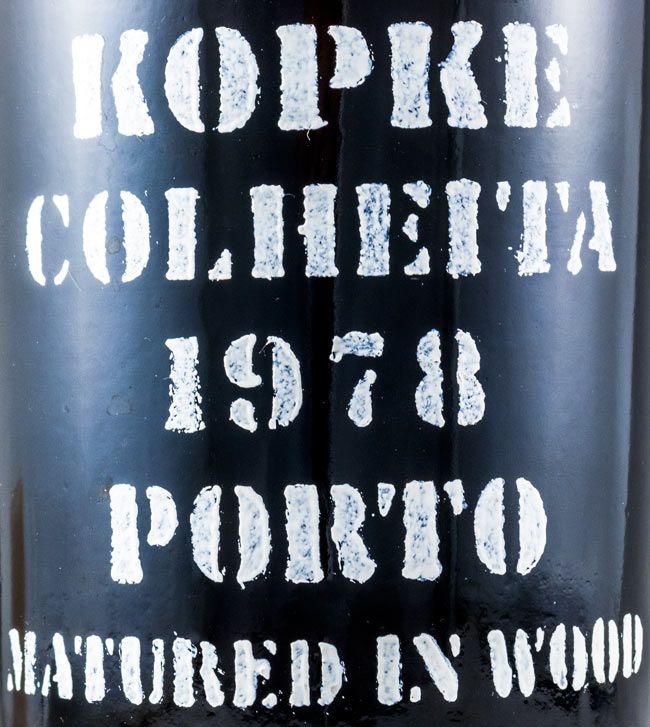 KOPKE
COLHEITA
1978
PORTO
MATURED IN WOOD